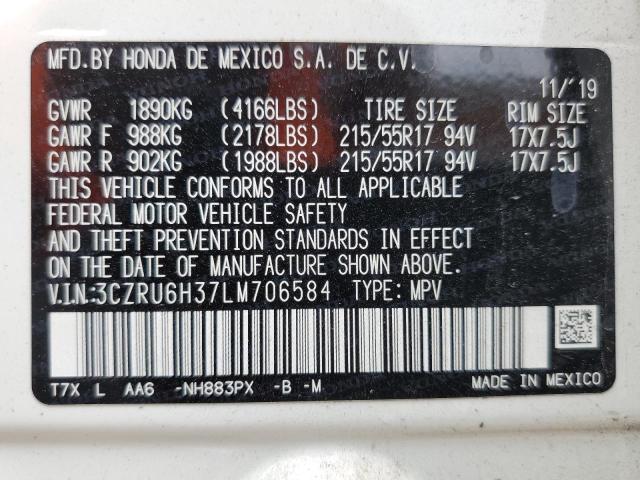 MFD.BY HONDA DE MEXICO S.A. DE C.V.
11/'19
GVWR 1890KG (4166LBS) TIRE SIZE RIM SIZE
GAWR F 988KG (2178LBS) 215/55R17 94V 17X7.5J
GAWR R 902KG (1988LBS) 215/55R17 94V 17X7.5J
THIS VEHICLE CONFORMS TO ALL APPLICABLE
FEDERAL MOTOR VEHICLE SAFETY
AND THEFT PREVENTION STANDARDS IN EFFECT
ON THE DATE OF MANUFACTURE SHOWN ABOVE.
V.I.N:3CZRU6H37LM706584 TYPE: MPV
T7X L AA6 -NH883PX -B -M
MADE IN MEXICO